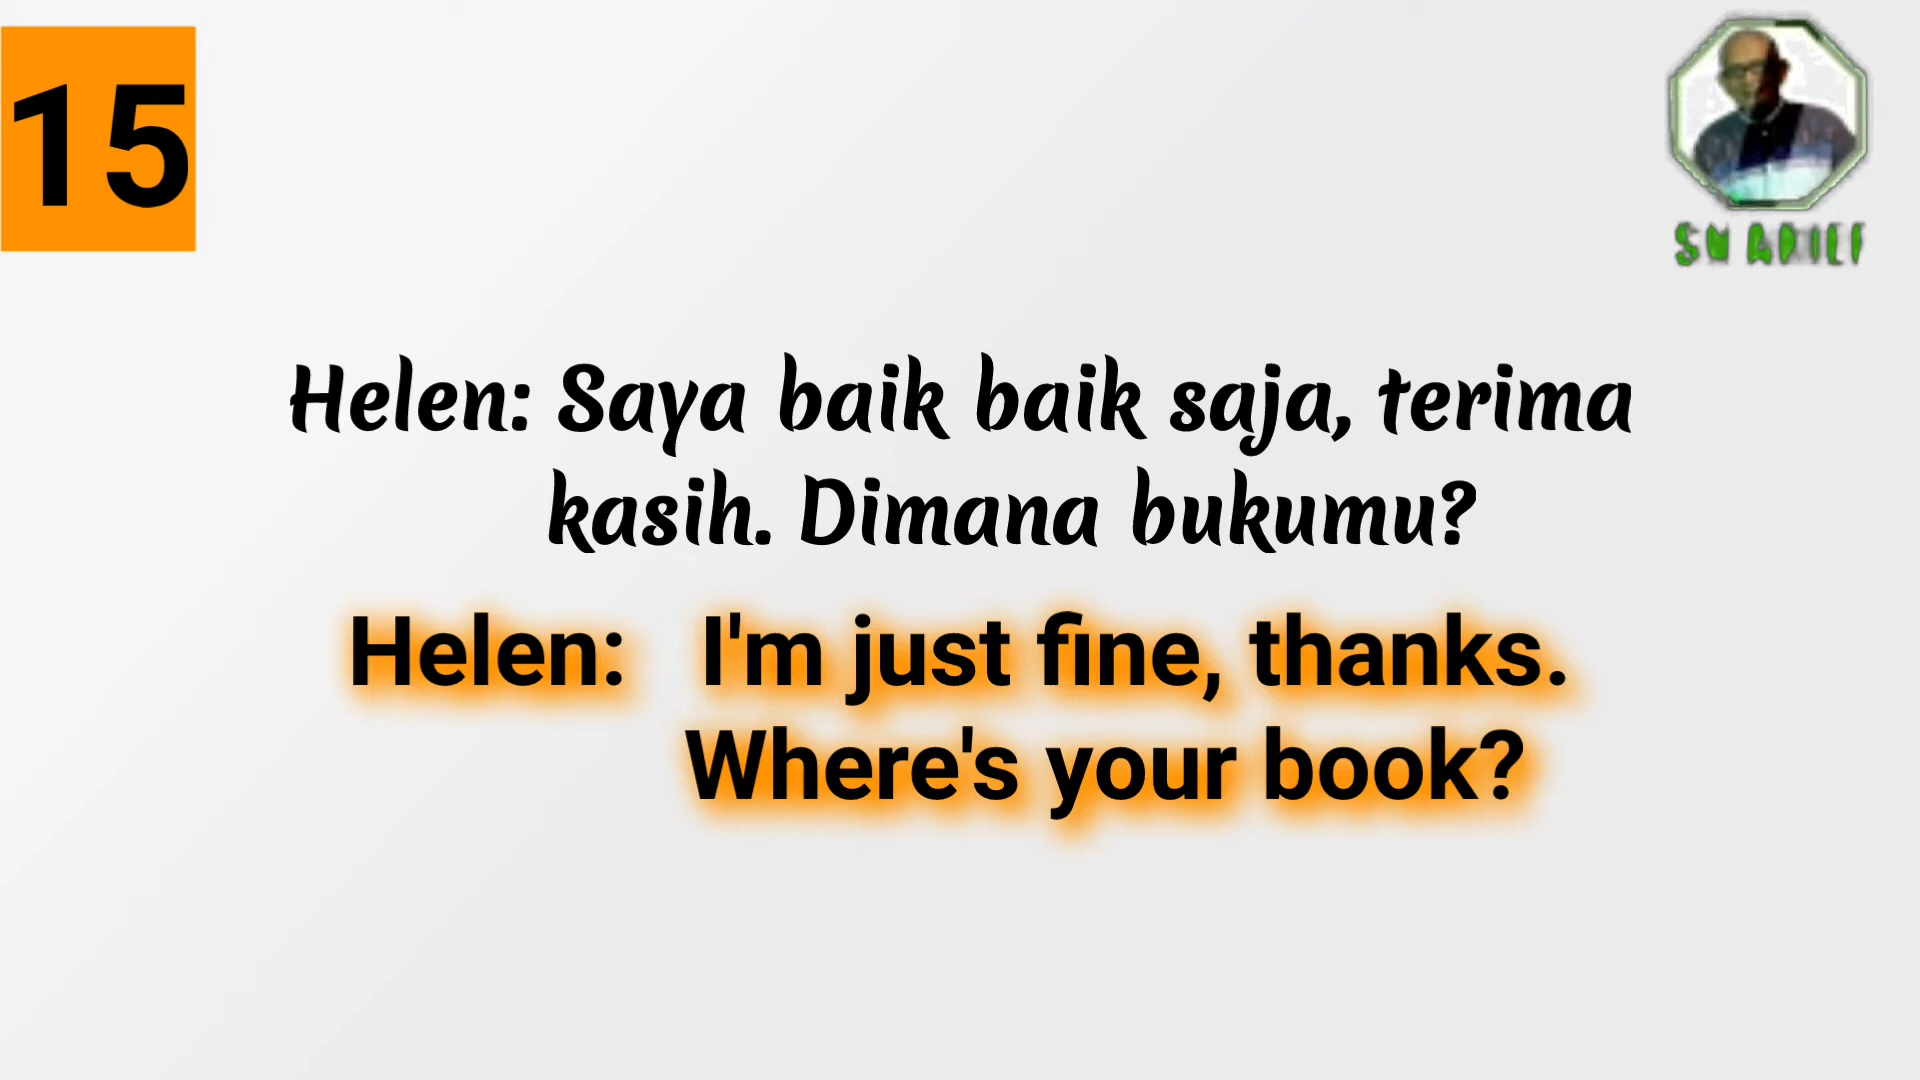 15
Helen: Saya baik baik saja, terima
kasih. Dimana bukumu?
Helen: I'm just fine, thanks.
Where's your book?